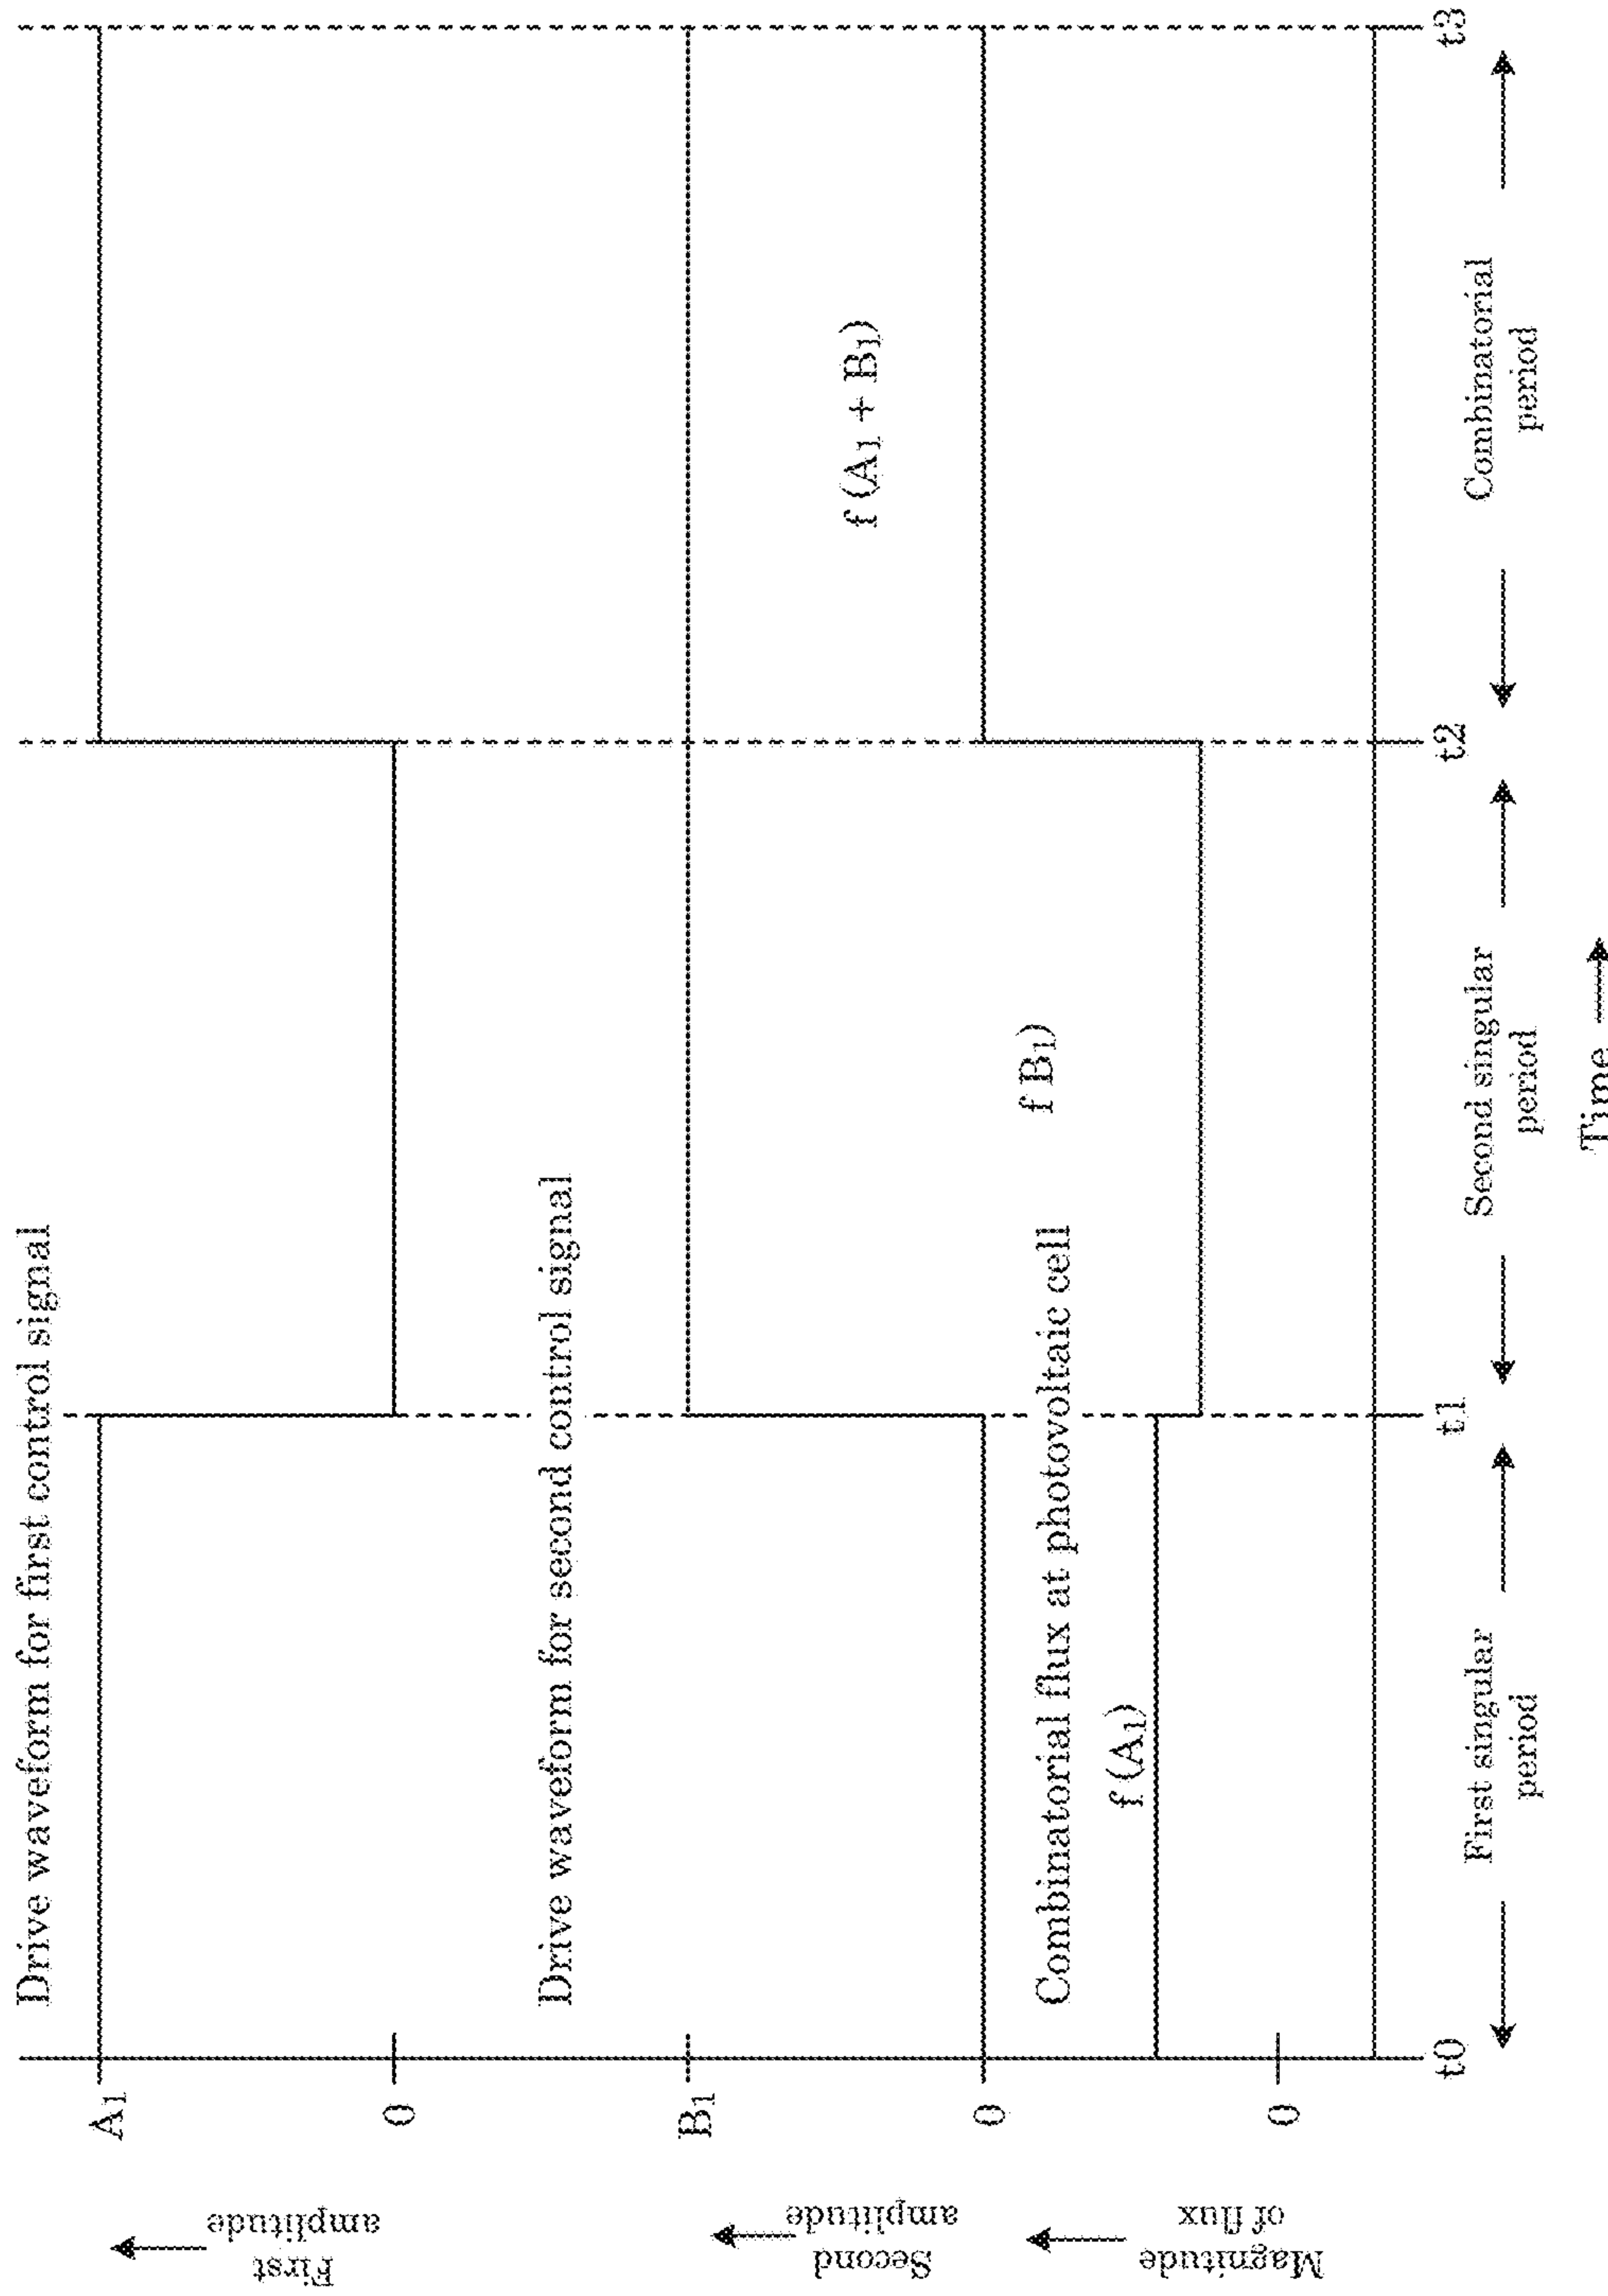 Drive waveform for first control signal
First
amplitude
A1
0
Drive waveform for second control signal
Second
amplitude
B1
0
f (A1 + B1)
Combinatorial flux at photovoltaic cell
f B1)
f (A1)
Magnitude
of flux
0
t0
t1
t2
t3
First singular
period
Second singular
period
Combinatorial
period
Time